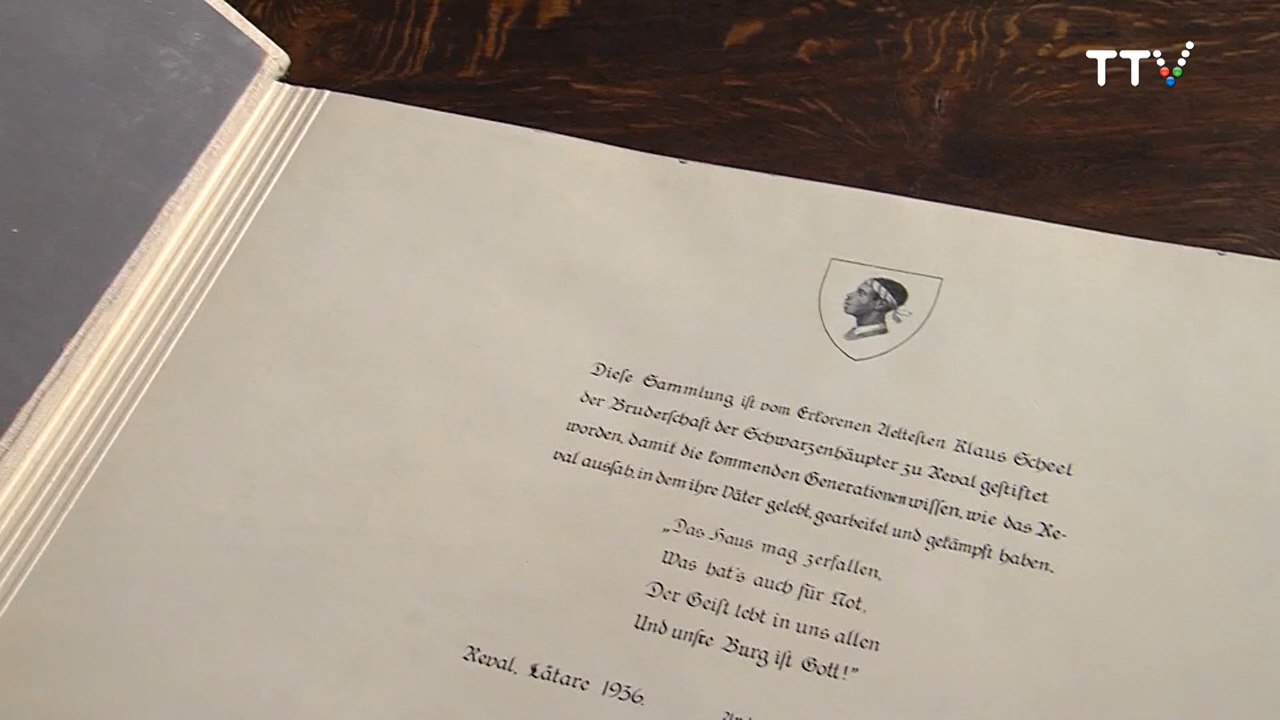 TTV
Diese Sammlung ist vom Erkorenen Aeltesten Klaus Scheel
der Bruderschaft der Schwarzenhäupter zu Reval gestiftet
worden, damit die kommenden Generationen wissen, wie das Re-
val aussah, in dem ihre Väter gelebt, gearbeitet und gekämpft haben.
„Das Haus mag zerfallen,
Was hat's auch für Not,
Der Geist lebt in uns allen
Und unsre Burg ist Gott!"
Reval, Lätare 1936.